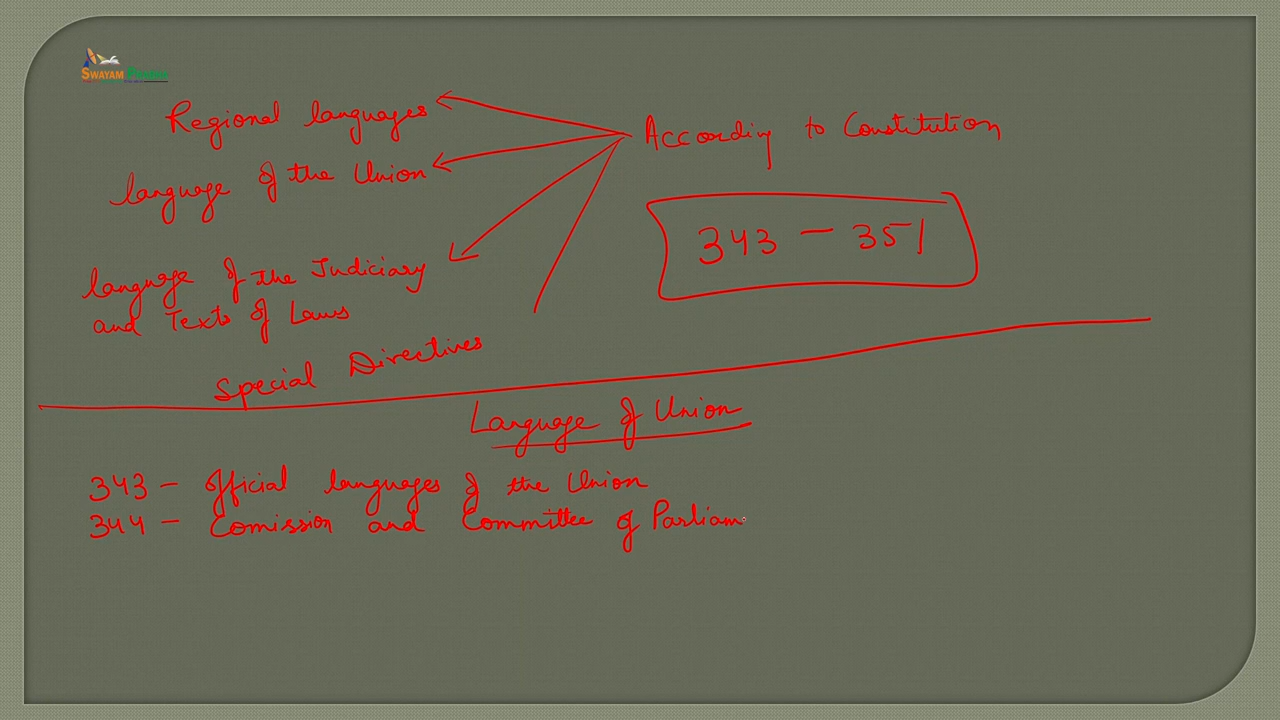 SWAYAM Prabha
According to Constitution
Regional languages
language of the Union
343 - 351
language of the Judiciary
and Texts of Laws
Special Directives
Language of Union
343 - official languages of the Union
344 - Comission and Committee of Parliam